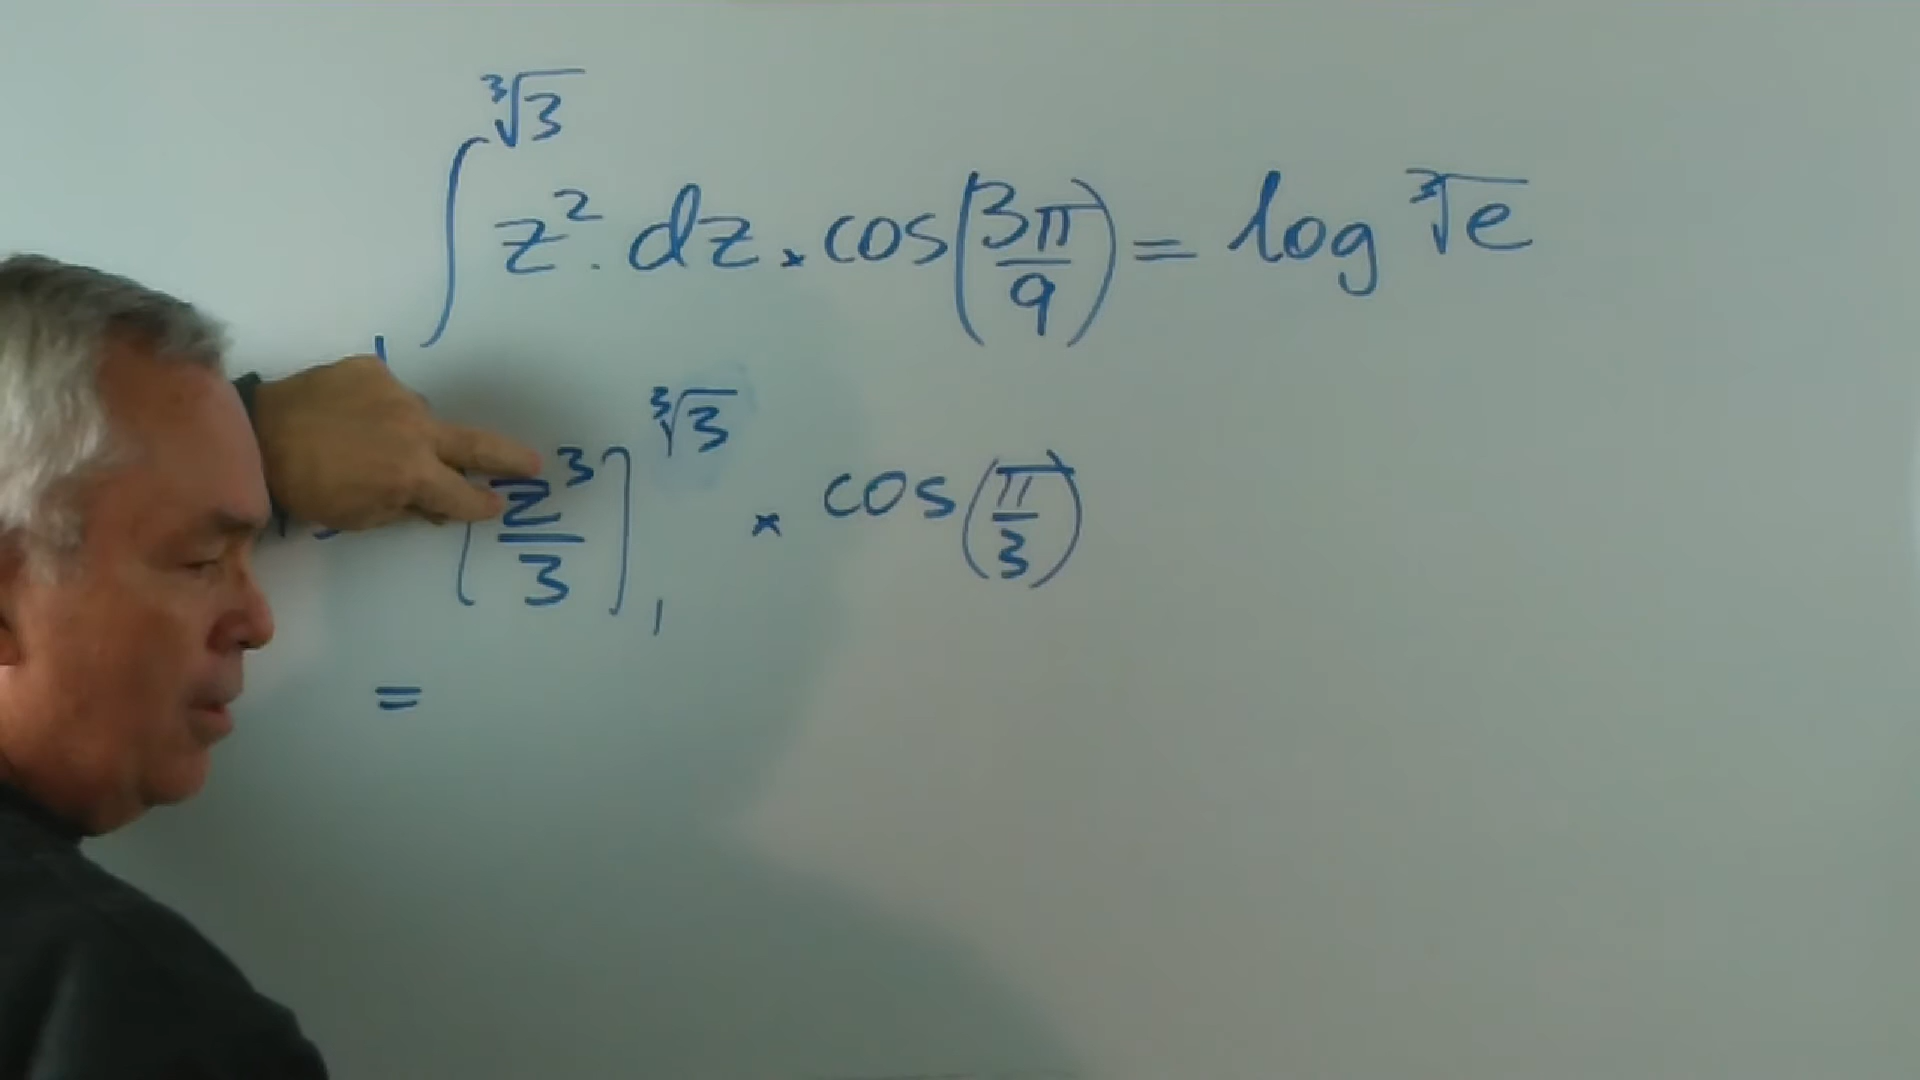 ∫₁^∛3 z². dz × cos(3π/9) = log ∛e
[z³/3]₁^∛3 × cos(π/3)
=